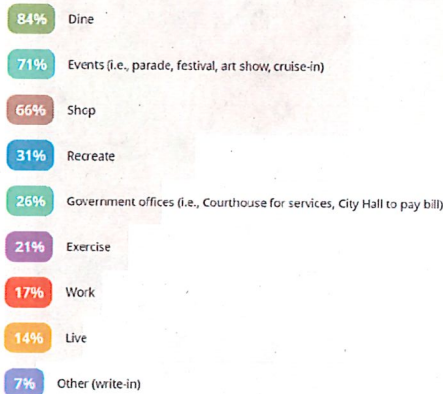 84% Dine
71% Events (i.e., parade, festival, art show, cruise-in)
66% Shop
31% Recreate
26% Government offices (i.e., Courthouse for services, City Hall to pay bill)
21% Exercise
17% Work
14% Live
7% Other (write-in)